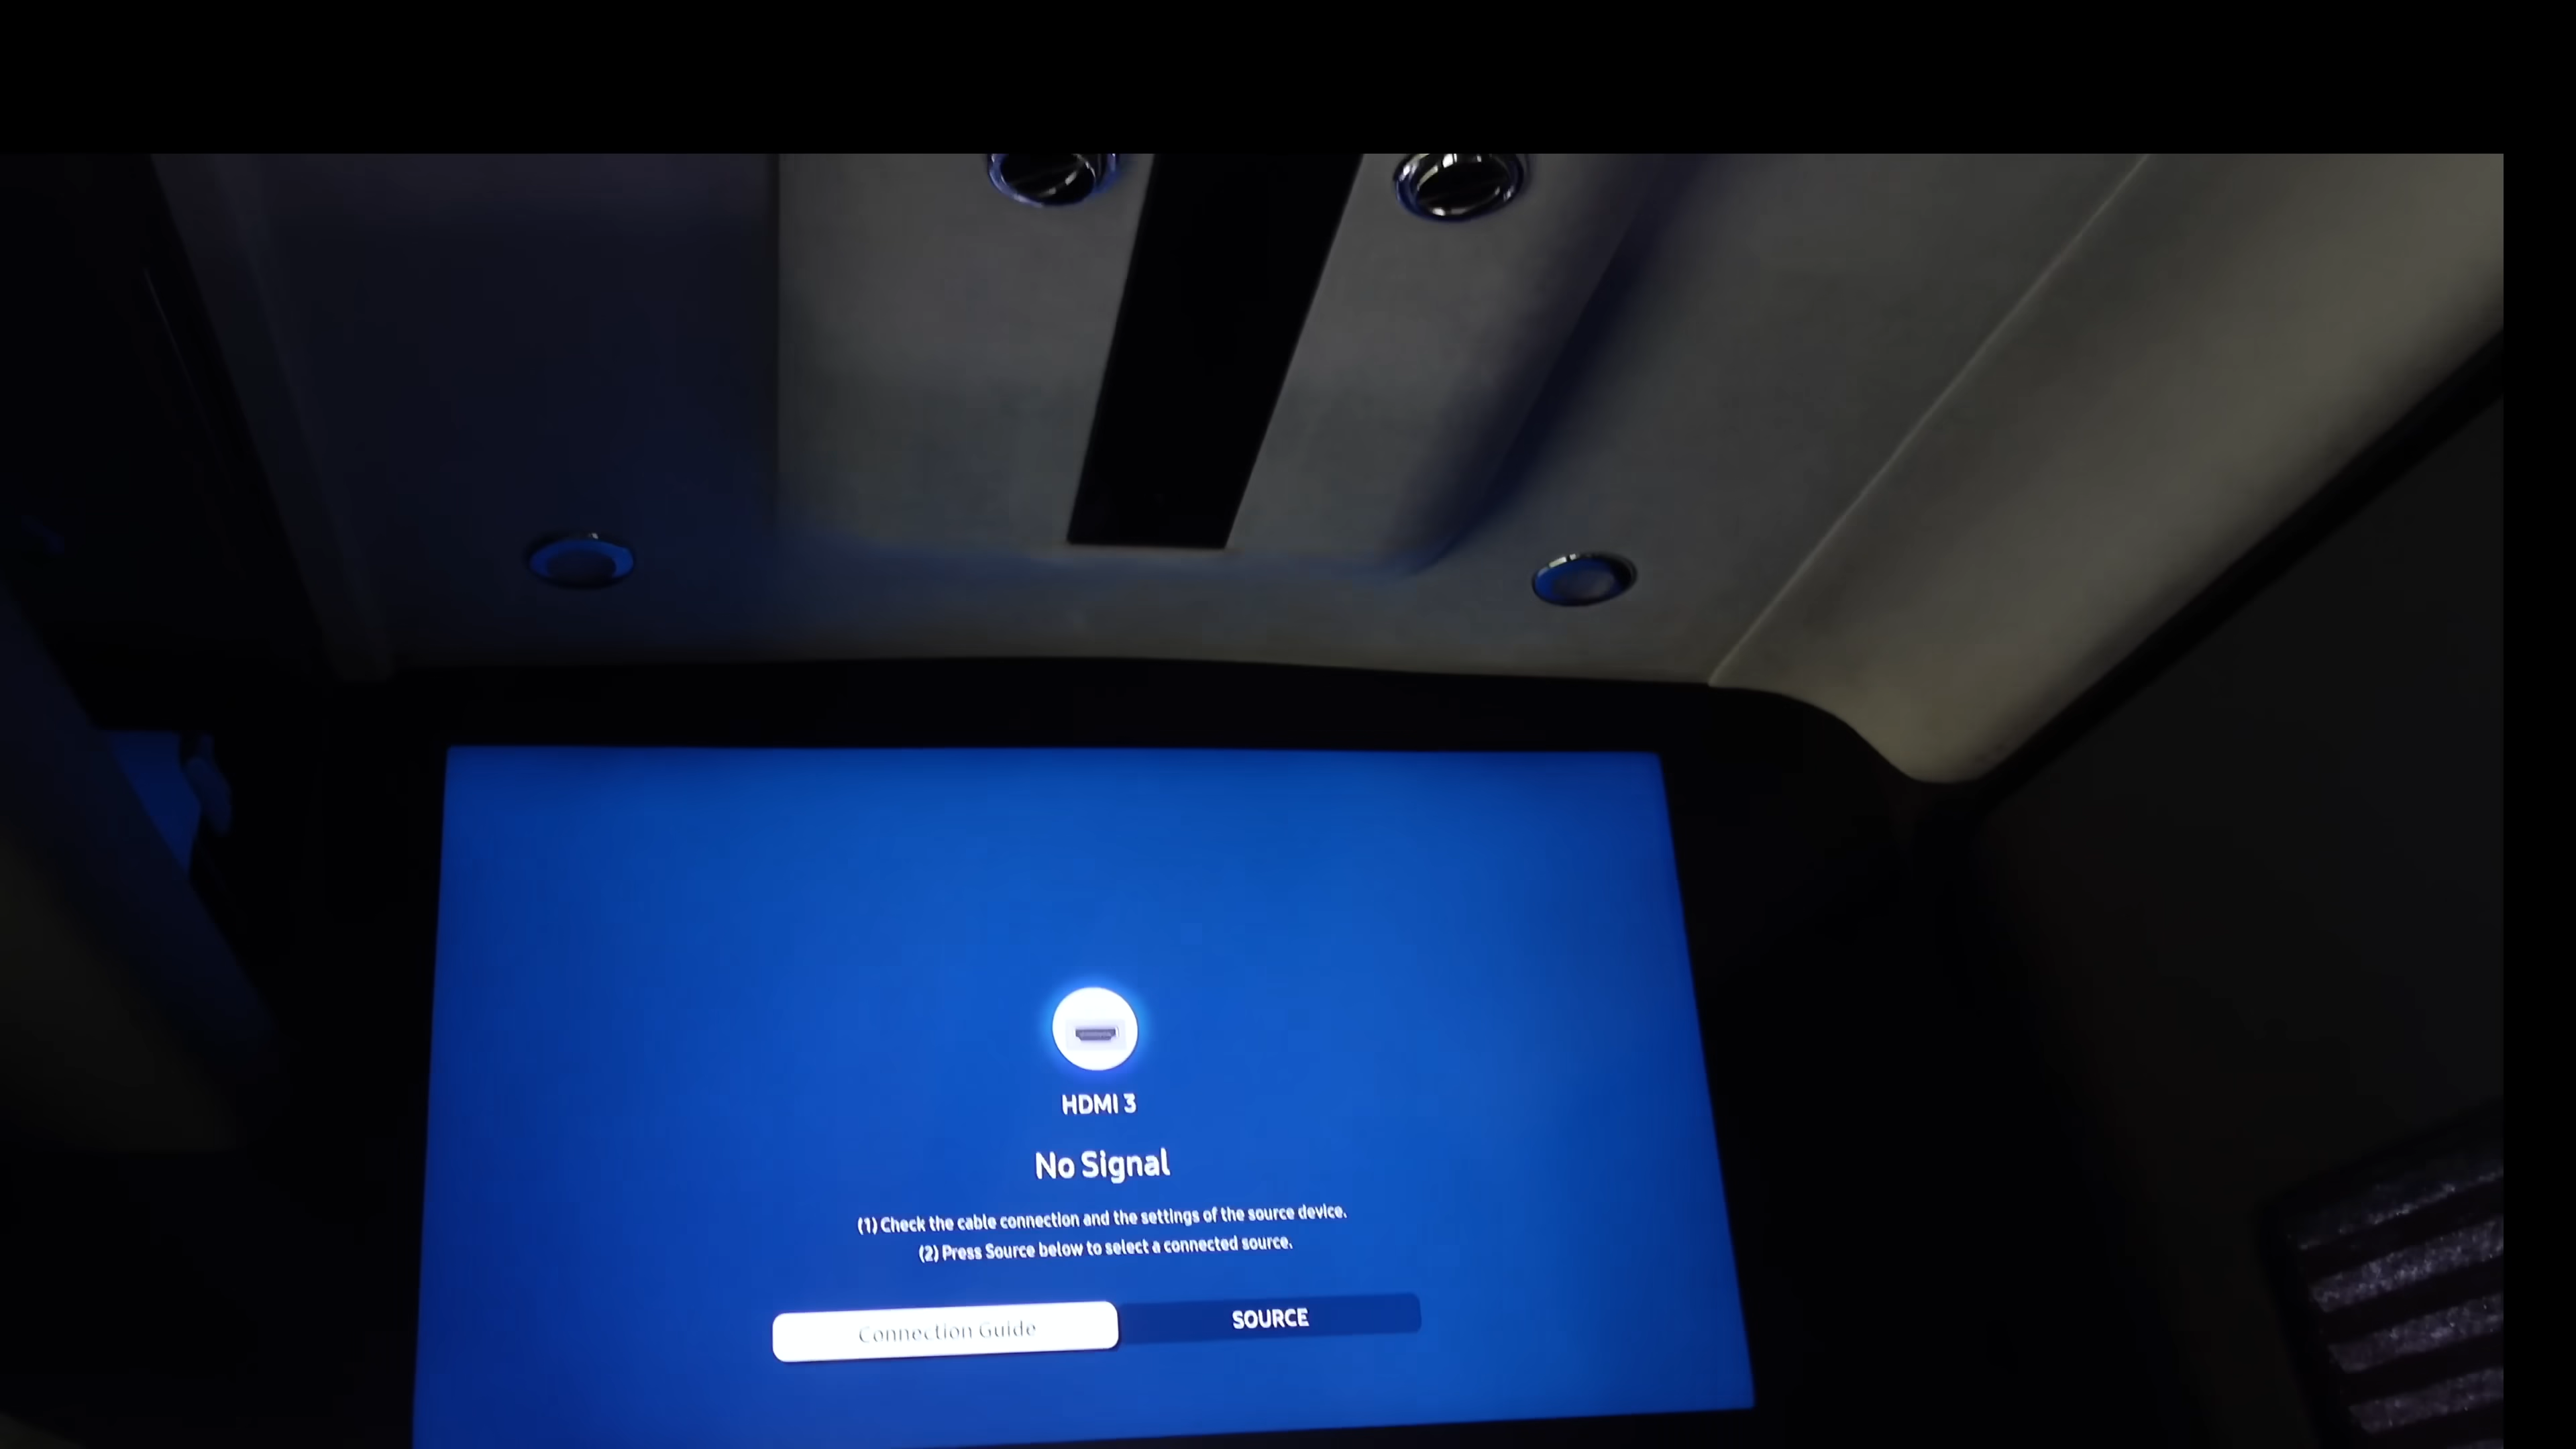 HDMI 3
No Signal
(1) Check the cable connection and the settings of the source device.
(2) Press Source below to select a connected source.
Connection Guide
SOURCE